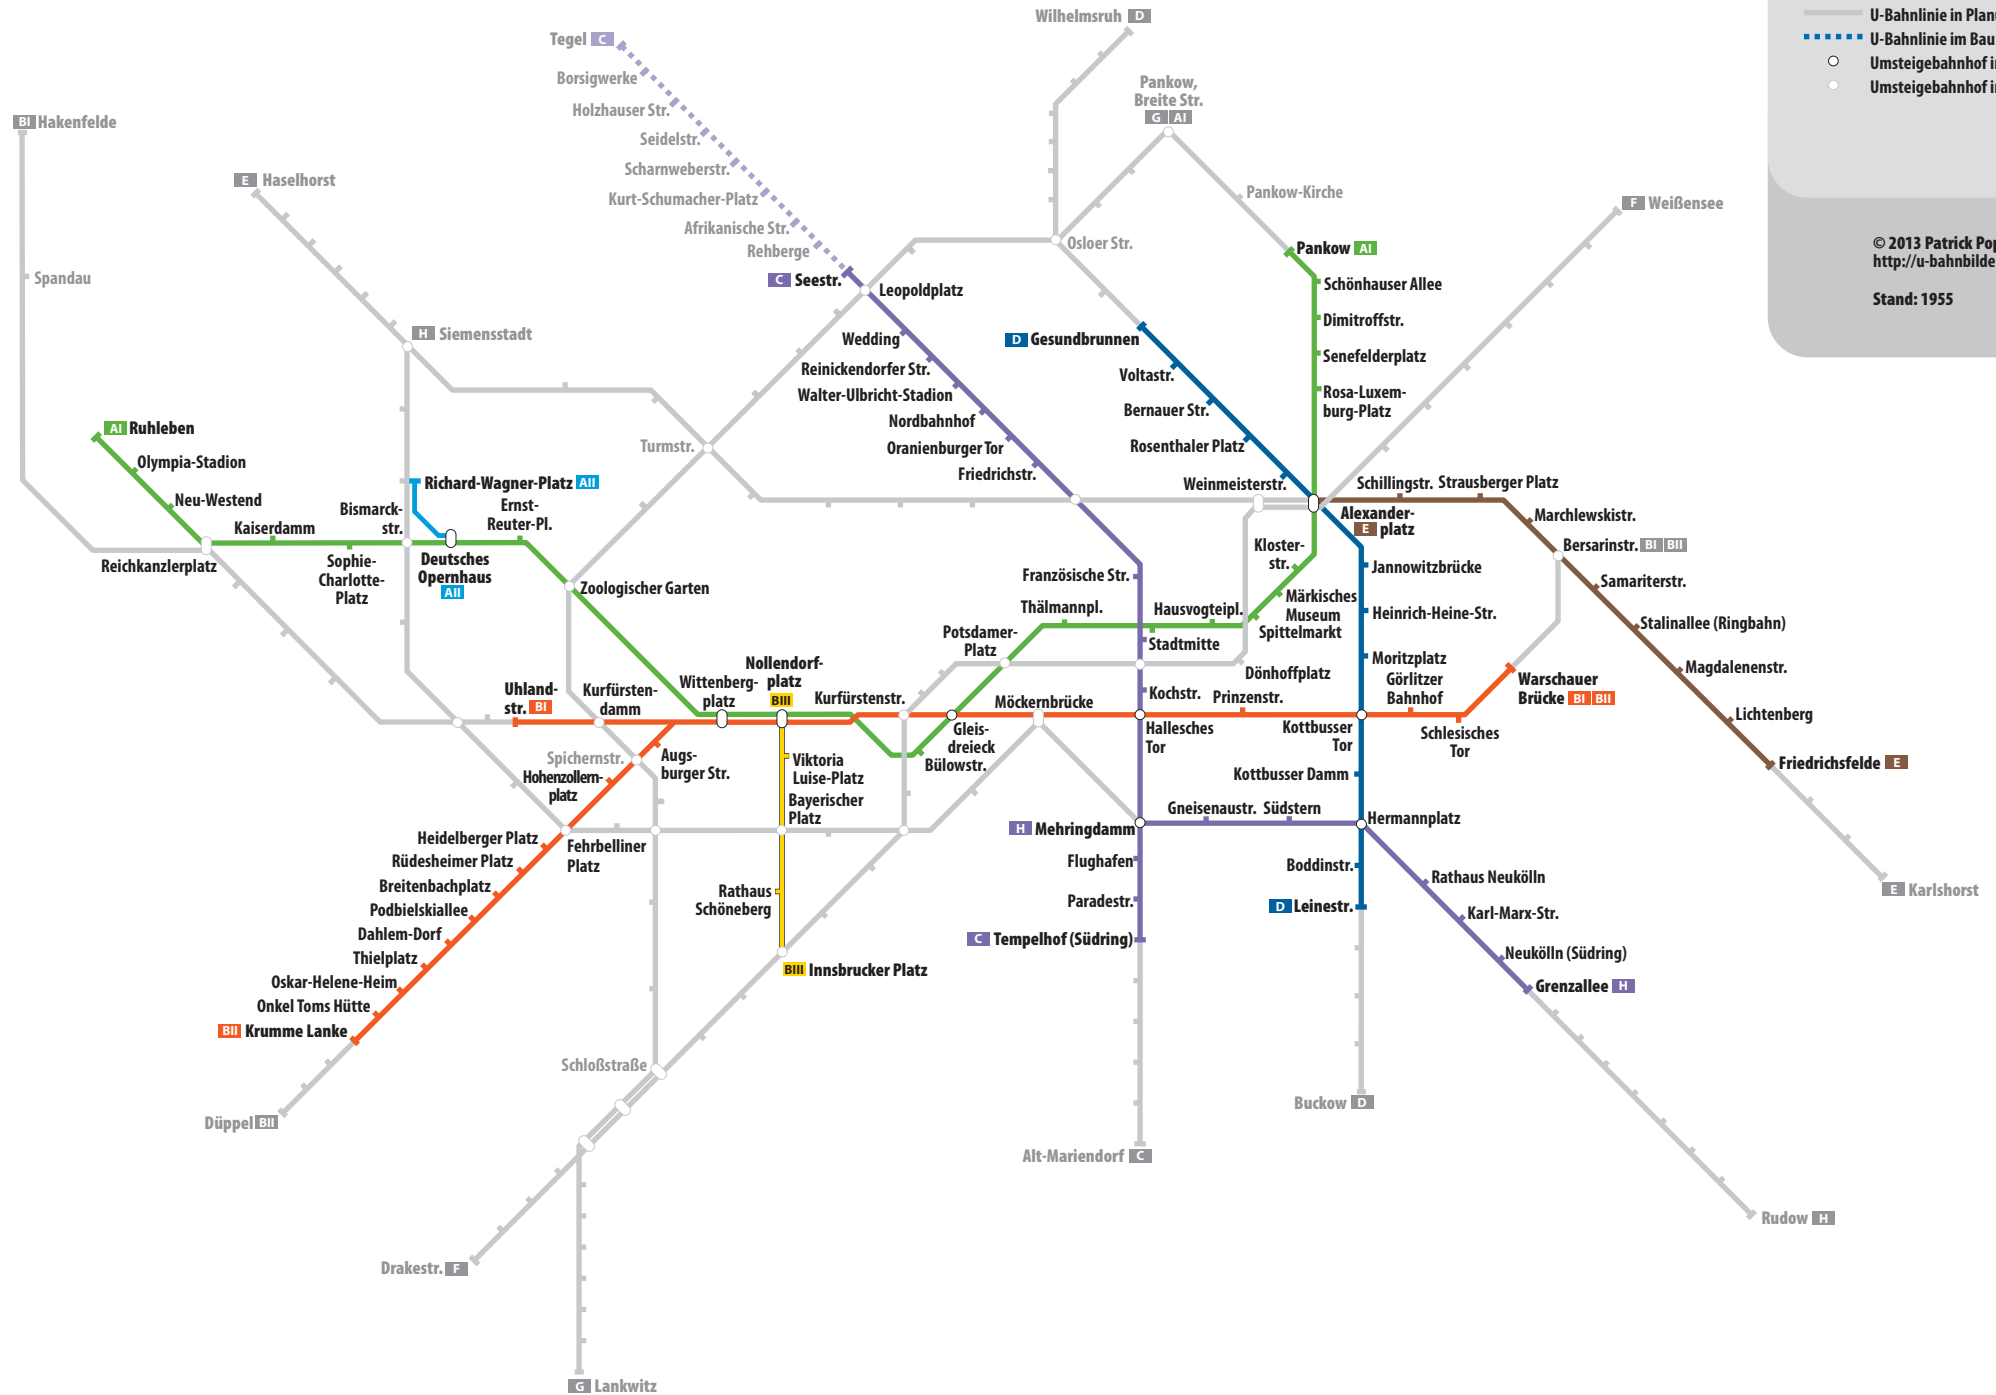 Wilhelmsruh D
Tegel C
Borsigwerke
Holzhauser Str.
Seidelstr.
Scharnweberstr.
Kurt-Schumacher-Platz
Afrikanische Str.
Rehberge
C Seestr.
Pankow,
Breite Str.
G AI
Pankow-Kirche
Pankow AI
Osloer Str.
BI Hakenfelde
Spandau
E Haselhorst
H Siemensstadt
F Weißensee
U-Bahnlinie in
U-Bahnlinie im Bau
Umsteigebahnhof
Umsteigebahnhof
© 2013 Patrick
http://u-bahnbilde
Stand: 1955
Schönhauser Allee
Dimitroffstr.
Senefelderplatz
Rosa-Luxem-
burg-Platz
Leopoldplatz
Wedding
Reinickendorfer Str.
Walter-Ulbricht-Stadion
Nordbahnhof
Oranienburger Tor
Friedrichstr.
D Gesundbrunnen
Voltastr.
Bernauer Str.
Rosenthaler Platz
Weinmeisterstr.
Turmstr.
AI Ruhleben
Olympia-Stadion
Neu-Westend
Kaiserdamm
Reichkanzlerplatz
Sophie-
Charlotte-
Platz
Bismarck-
str.
Richard-Wagner-Platz AII
Deutsches
Opernhaus
AII
Ernst-
Reuter-Pl.
Zoologischer Garten
Schillingstr.
Strausberger Platz
Alexander-
E platz
Marchlewskistr.
Bersarinstr. BI BII
Samariterstr.
Stalinallee (Ringbahn)
Magdalenenstr.
Lichtenberg
Friedrichsfelde E
E Karlshorst
Kloster-
str.
Märkisches
Museum
Spittelmarkt
Jannowitzbrücke
Heinrich-Heine-Str.
Moritzplatz
Görlitzer
Bahnhof
Warschauer
Brücke BI BII
Schlesisches
Tor
Kottbusser
Tor
Prinzenstr.
Dönhoffplatz
Hausvogteipl.
Stadtmitte
Französische Str.
Thälmannpl.
Potsdamer-
Platz
Kochstr.
Hallesches
Tor
Möckernbrücke
Gleis-
dreieck
Bülowstr.
Kurfürstenstr.
Nollendorf-
platz
BIII
Wittenberg-
platz
Kurfürsten-
damm
Uhland-
str. BI
Augs-
burger Str.
Spichernstr.
Hohenzollern-
platz
Viktoria
Luise-Platz
Bayerischer
Platz
Rathaus
Schöneberg
BIII Innsbrucker Platz
Fehrbelliner
Platz
Heidelberger Platz
Rüdesheimer Platz
Breitenbachplatz
Podbielskiallee
Dahlem-Dorf
Thielplatz
Oskar-Helene-Heim
Onkel Toms Hütte
BII Krumme Lanke
Düppel BII
Schloßstraße
Drakestr. F
G Lankwitz
H Mehringdamm
Flughafen
Paradestr.
C Tempelhof (Südring)
Alt-Mariendorf C
Gneisenaustr.
Südstern
Kottbusser Damm
Hermannplatz
Boddinstr.
D Leinestr.
Buckow D
Rathaus Neukölln
Karl-Marx-Str.
Neukölln (Südring)
Grenzallee H
Rudow H